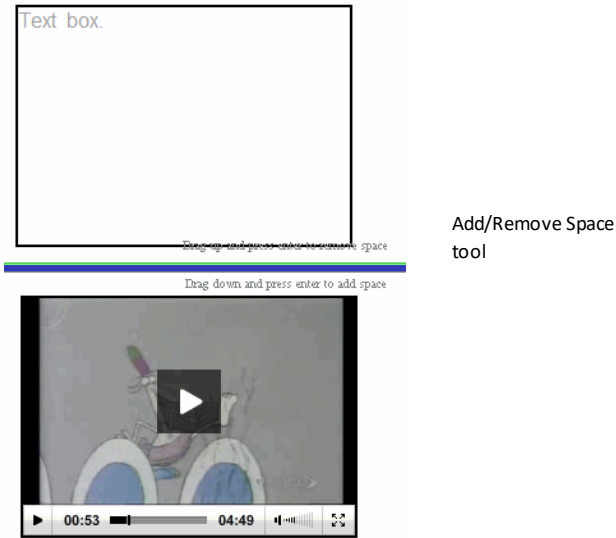 Text box.
Drag up and press enter to remove space
Add/Remove Space
tool
Drag down and press enter to add space
00:53
04:49